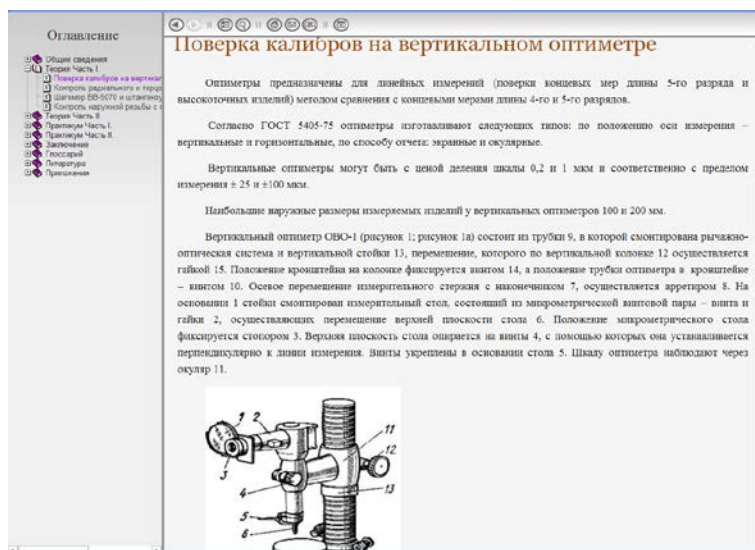 Оглавление
Общие сведения
Теория Часть I.
Поверка калибров на вертикал
Контроль радиального и торцо
Шагомер БВ-5070 и штангензу
Контроль наружной резьбы с п
Теория Часть II
Практикум Часть I.
Практикум Часть II.
Заключение
Глоссарий
Литература
Приложения
Поверка калибров на вертикальном оптиметре
Оптиметры предназначены для линейных измерений (поверки концевых мер длины 5-го разряда и
высокоточных изделий) методом сравнения с концевыми мерами длины 4-го и 5-го разрядов.
Согласно ГОСТ 5405-75 оптиметры изготавливают следующих типов: по положению оси измерения –
вертикальные и горизонтальные, по способу отчета: экранные и окулярные.
Вертикальные оптиметры могут быть с ценой деления шкалы 0,2 и 1 мкм и соответственно с пределом
измерения ± 25 и ±100 мкм.
Наибольшие наружные размеры измеряемых изделий у вертикальных оптиметров 100 и 200 мм.
Вертикальный оптиметр ОВО-1 (рисунок 1; рисунок 1а) состоит из трубки 9, в которой смонтирована рычажно-
оптическая система и вертикальной стойки 13, перемещение, которого по вертикальной колонке 12 осуществляется
гайкой 15. Положение кронштейна на колонке фиксируется винтом 14, а положение трубки оптиметра в кронштейне
– винтом 10. Осевое перемещение измерительного стержня с наконечником 7, осуществляется арретиром 8. На
основании 1 стойки смонтирован измерительный стол, состоящий из микрометрической винтовой пары – винта и
гайки 2, осуществляющих перемещение верхней плоскости стола 6. Положение микрометрического стола
фиксируется стопором 3. Верхняя плоскость стола опирается на винты 4, с помощью которых она устанавливается
перпендикулярно к линии измерения. Винты укреплены в основании стола 5. Шкалу оптиметра наблюдают через
окуляр 11.
1 2
3
11
12
4
13
5
6